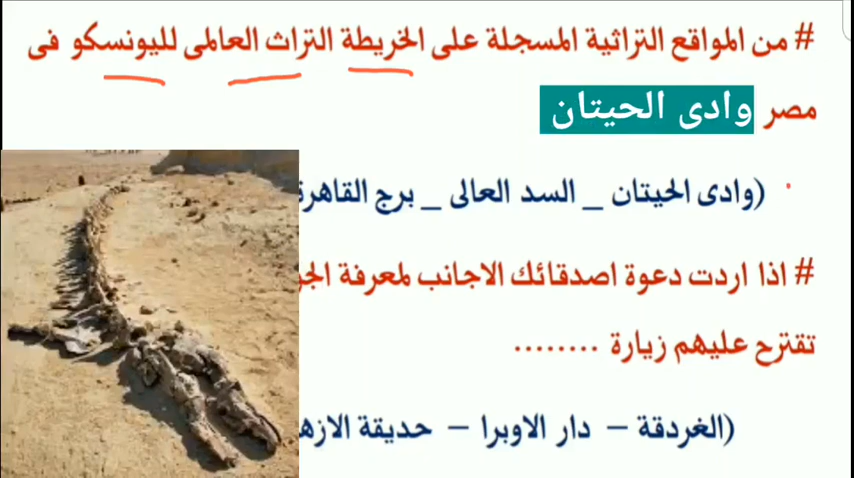 # من المواقع التراثية المسجلة على الخريطة التراث العالمى لليونسكو فى
مصر وادى الحيتان
(وادى الحيتان _ السد العالى _ برج القاهرة
# اذا اردت دعوة اصدقائك الاجانب لمعرفة
تقترح عليهم زيارة ........
(الغردقة – دار الاوبرا – حديقة